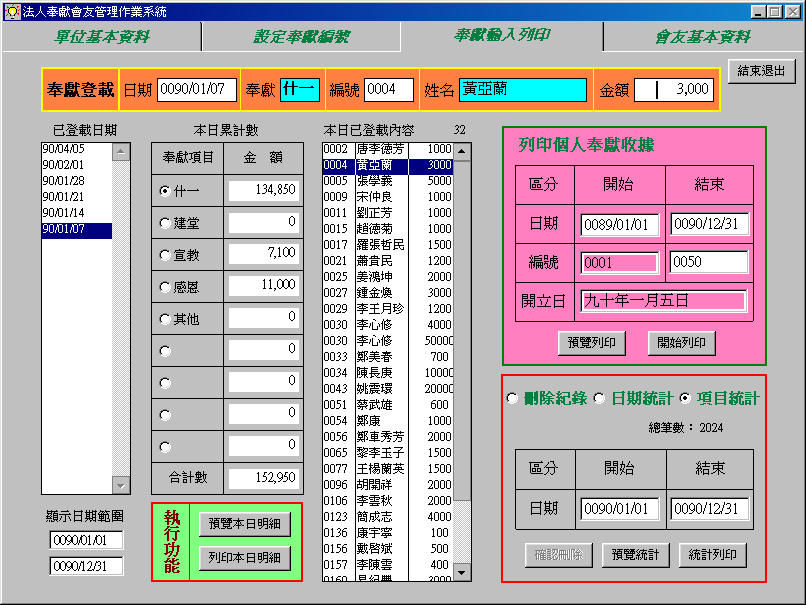 法人奉獻會友管理作業系統
單位基本資料 設定奉獻編號 奉獻輸入列印 會友基本資料
奉獻登載 日期 0090/01/07 奉獻 什一 編號 0004 姓名 黃亞蘭 金額 3,000
結束退出
已登載日期
90/04/05
90/02/01
90/01/28
90/01/21
90/01/14
90/01/07
顯示日期範圍
0090/01/01
0090/12/31
本日累計數
奉獻項目 金 額
什一 134,850
建堂 0
宣教 7,100
感恩 11,000
其他 0
0
0
0
0
合計數 152,950
執行功能
預覽本日明細
列印本日明細
本日已登載內容 32
0002 唐李德芳 1000
0004 黃亞蘭 3000
0005 張學義 5000
0009 宋仲良 1000
0011 劉正芳 1000
0015 趙德菊 1000
0017 羅張哲民 1500
0021 蕭貴民 1200
0025 姜鴻坤 2000
0027 鍾金煥 3000
0029 李王月珍 1200
0030 李心修 4000
0030 李心修 50000
0033 鄭美春 700
0034 陳長庚 10000
0043 姚震環 20000
0051 蔡武雄 600
0054 鄭康 1000
0056 鄭車秀芳 2000
0065 黎李玉子 1500
0077 王楊蘭英 1500
0096 胡開祥 2000
0106 李雲秋 2000
0123 簡成志 4000
0136 康宇寧 100
0156 戴啓斌 500
0157 李陳雲 400
0160 3000
列印個人奉獻收據
區分 開始 結束
日期 0089/01/01 0090/12/31
編號 0001 0050
開立日 九十年一月五日
預覽列印 開始列印
刪除紀錄 日期統計 項目統計
總筆數： 2024
區分 開始 結束
日期 0090/01/01 0090/12/31
確認刪除 預覽統計 統計列印